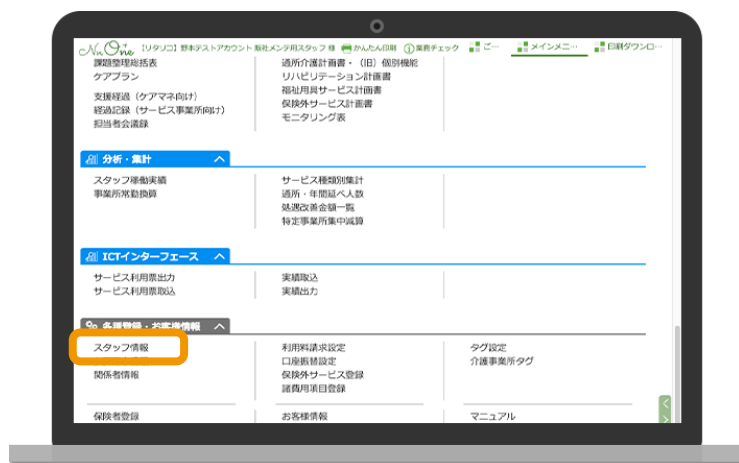 NuOne 【リタリコ】野本テストアカウント 販社メンテ用スタッフ 様 かんたん印刷 業務チェック ご… メインメニ… 印刷ダウンロ…
課題整理総括表 通所介護計画書・（旧）個別機能
ケアプラン リハビリテーション計画書
福祉用具サービス計画書
支援経過（ケアマネ向け） 保険外サービス計画書
経過記録（サービス事業所向け） モニタリング表
担当者会議録
分析・集計
スタッフ稼働実績 サービス種類別集計
事業所常勤換算 通所・年間延べ人数
処遇改善金額一覧
特定事業所集中減算
ICTインターフェース
サービス利用票出力 実績取込
サービス利用票取込 実績出力
各種登録・お客様情報
スタッフ情報 利用料請求設定 タグ設定
口座振替設定 介護事業所タグ
関係者情報 保険外サービス登録
諸費用項目登録
保険者登録 お客様情報 マニュアル